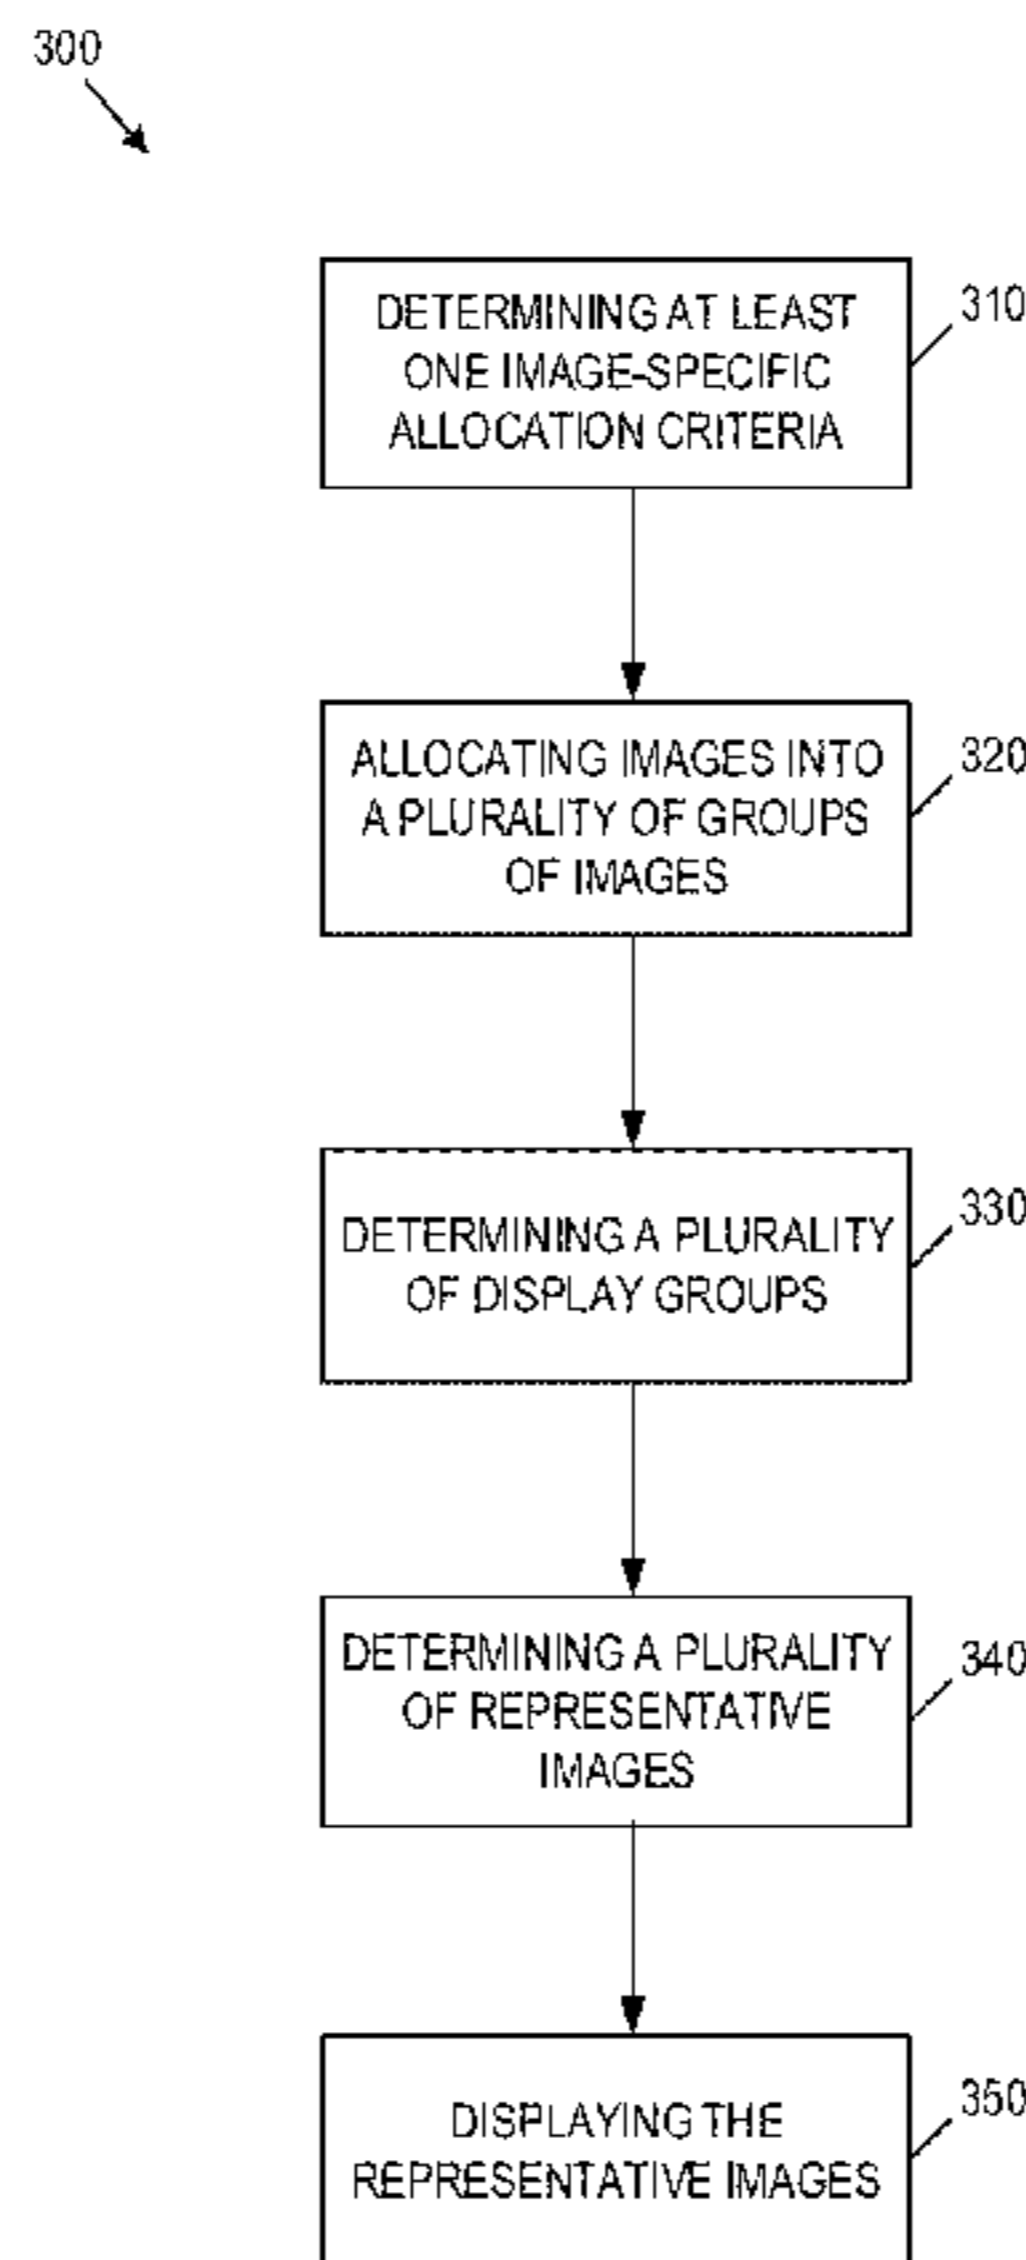 300
DETERMINING AT LEAST
ONE IMAGE-SPECIFIC
ALLOCATION CRITERIA
310
ALLOCATING IMAGES INTO
A PLURALITY OF GROUPS
OF IMAGES
320
DETERMINING A PLURALITY
OF DISPLAY GROUPS
330
DETERMINING A PLURALITY
OF REPRESENTATIVE
IMAGES
340
DISPLAYING THE
REPRESENTATIVE IMAGES
350